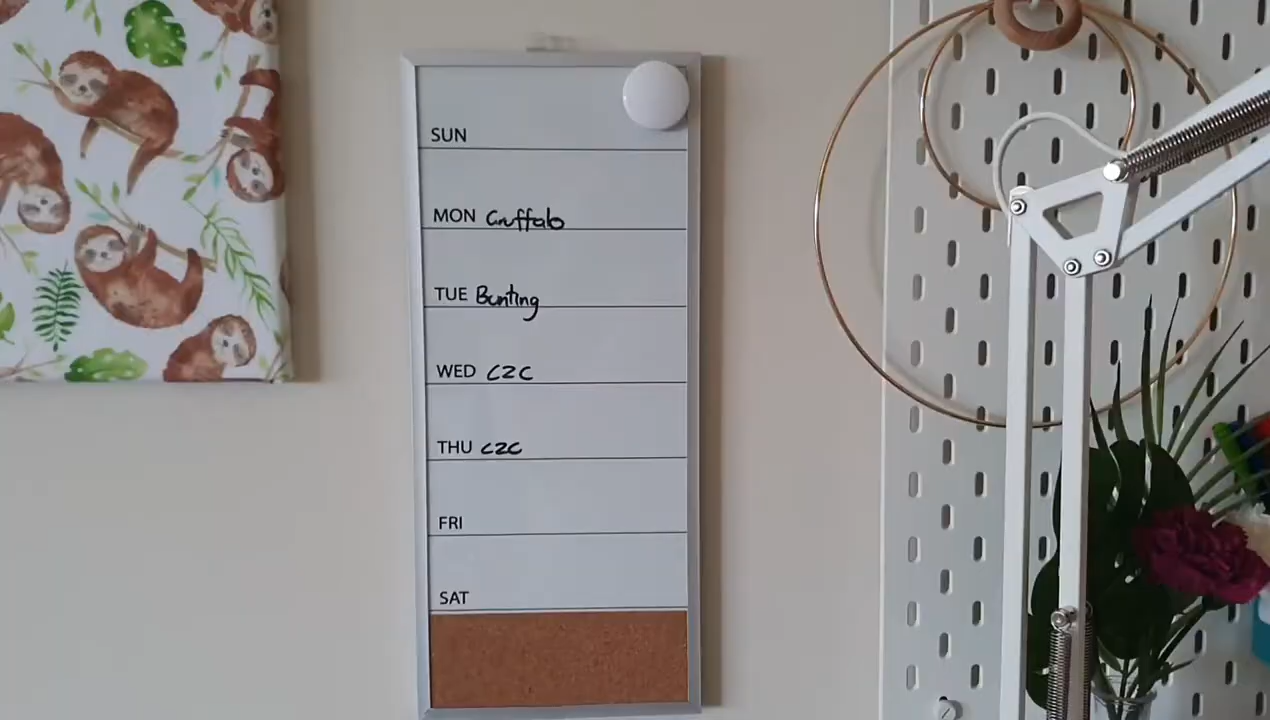 SUN
MON Gruffalo
TUE Bunting
WED C2C
THU C2C
FRI
SAT